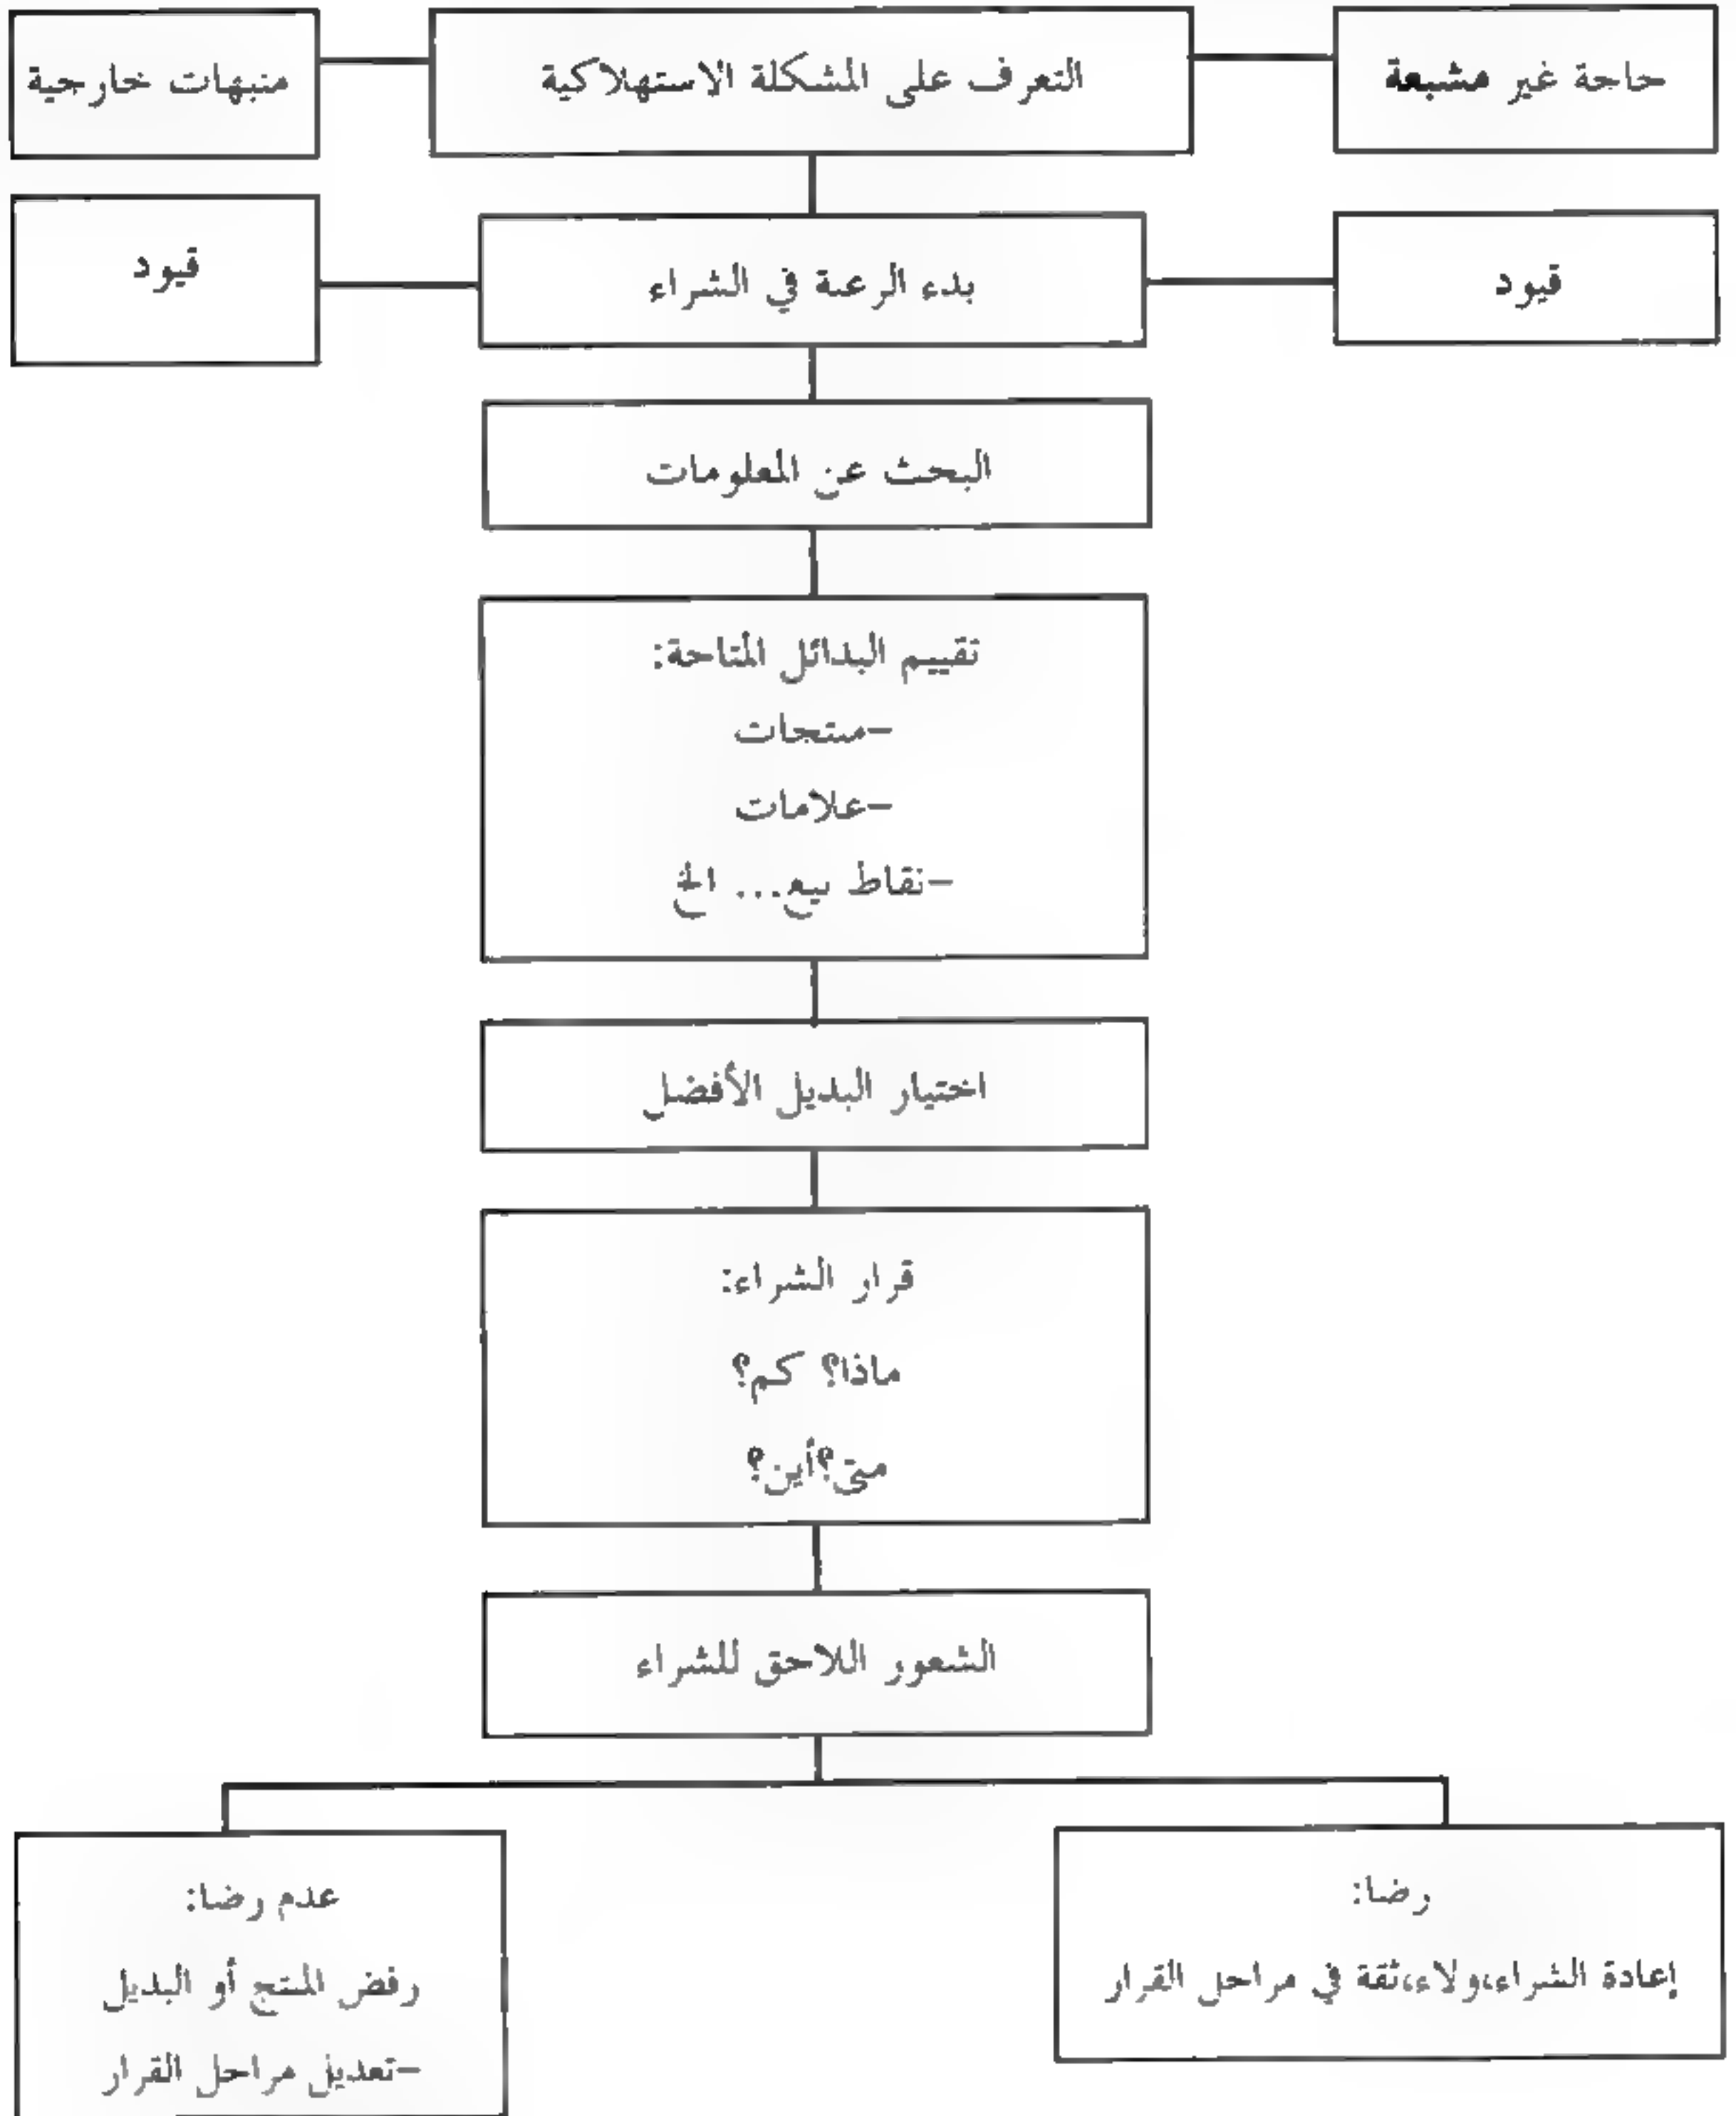 حاجة غير مشبعة
التعرف على المشكلة الاستهلاكية
منبهات خارجية
قيود
بدء الرغبة في الشراء
قيود
البحث عن المعلومات
تقييم البدائل المتاحة:
-منتجات
-علامات
-نقاط بيع... الخ
اختيار البديل الأفضل
قرار الشراء:
ماذا؟ كم؟
متى؟أين؟
الشعور اللاحق للشراء
رضا:
إعادة الشراء،ولاء،ثقة في مراحل القرار
عدم رضا:
رفض المنتج أو البديل
-تعديل مراحل القرار